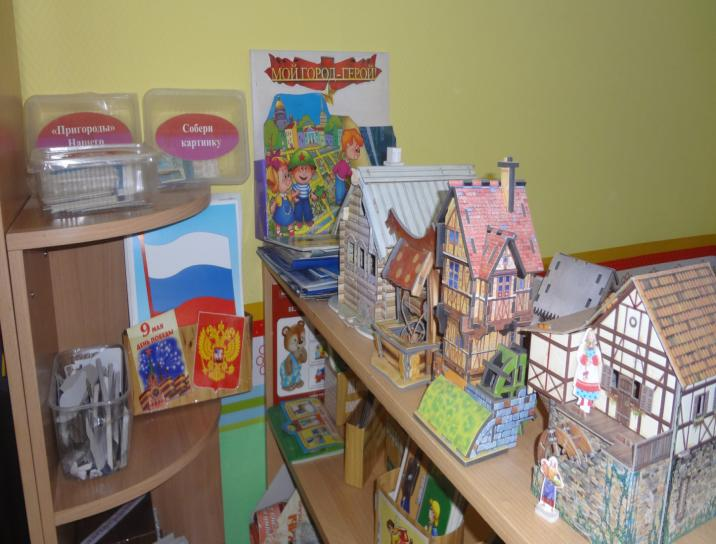 «Пригороды»
Нашего
Собери
картинку
МОЙ ГОРОД-ГЕРОЙ!
9 МАЯ
ДЕНЬ ПОБЕДЫ